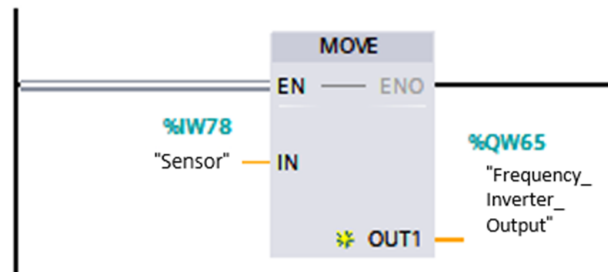 MOVE
EN
ENO
%IW78
"Sensor"
IN
%QW65
"Frequency_
Inverter_
Output"
OUT1